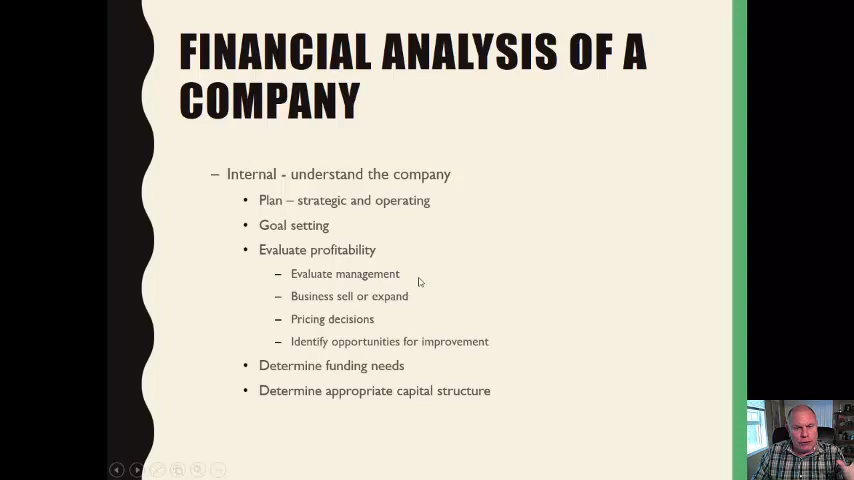 FINANCIAL ANALYSIS OF A
COMPANY
– Internal - understand the company
• Plan – strategic and operating
• Goal setting
• Evaluate profitability
– Evaluate management
– Business sell or expand
– Pricing decisions
– Identify opportunities for improvement
• Determine funding needs
• Determine appropriate capital structure